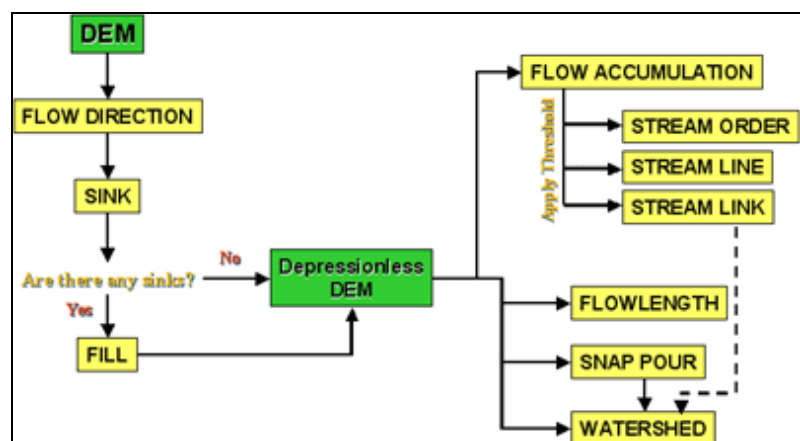 DEM
FLOW DIRECTION
SINK
Are there any sinks?
No
Yes
FILL
Depressionless
DEM
FLOW ACCUMULATION
Apply Threshold
STREAM ORDER
STREAM LINE
STREAM LINK
FLOWLENGTH
SNAP POUR
WATERSHED